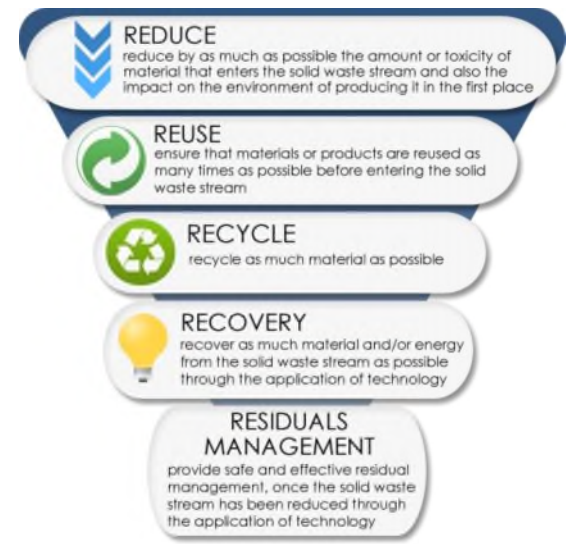 REDUCE
reduce by as much as possible the amount or toxicity of
material that enters the solid waste stream and also the
impact on the environment of producing it in the first place
REUSE
ensure that materials or products are reused as
many times as possible before entering the solid
waste stream
RECYCLE
recycle as much material as possible
RECOVERY
recover as much material and/or energy
from the solid waste stream as possible
through the application of technology
RESIDUALS
MANAGEMENT
provide safe and effective residual
management, once the solid waste
stream has been reduced through
the application of technology